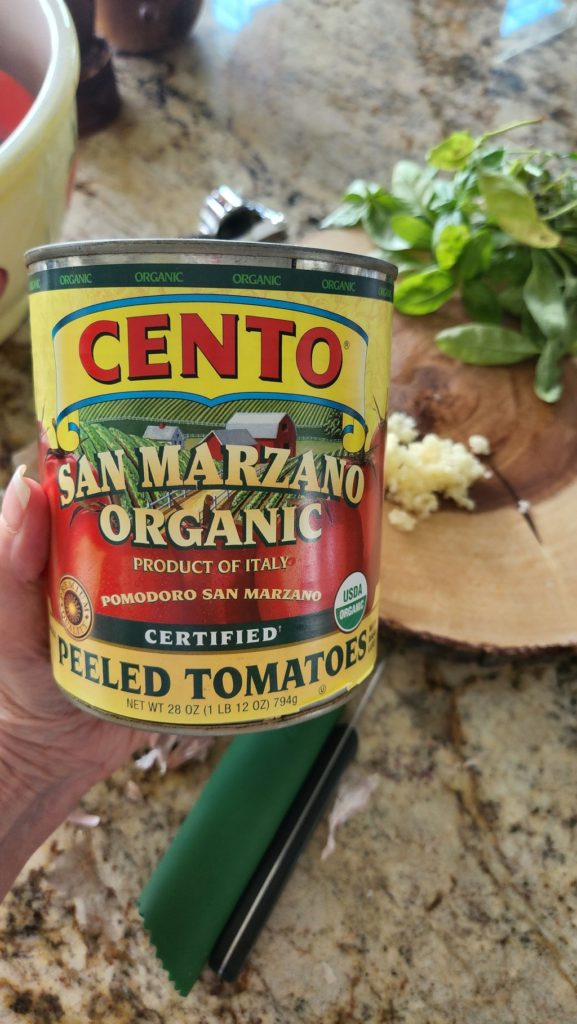 ORGANIC ORGANIC ORGANIC ORGANIC ORGANIC
CENTO®
SAN MARZANO
ORGANIC
PRODUCT OF ITALY
POMODORO SAN MARZANO
USDA
ORGANIC
CERTIFIED†
PEELED TOMATOES
NET WT 28 OZ (1 LB 12 OZ) 794g